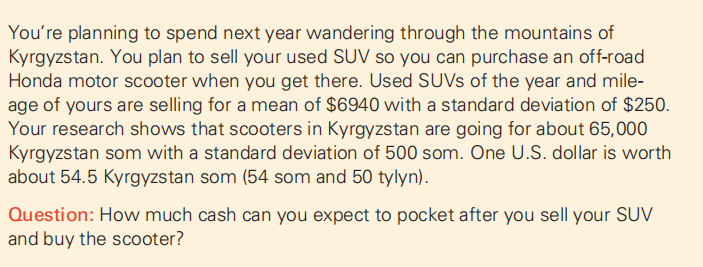 You’re planning to spend next year wandering through the mountains of
Kyrgyzstan. You plan to sell your used SUV so you can purchase an off-road
Honda motor scooter when you get there. Used SUVs of the year and mile-
age of yours are selling for a mean of $6940 with a standard deviation of $250.
Your research shows that scooters in Kyrgyzstan are going for about 65,000
Kyrgyzstan som with a standard deviation of 500 som. One U.S. dollar is worth
about 54.5 Kyrgyzstan som (54 som and 50 tylyn).
Question: How much cash can you expect to pocket after you sell your SUV
and buy the scooter?